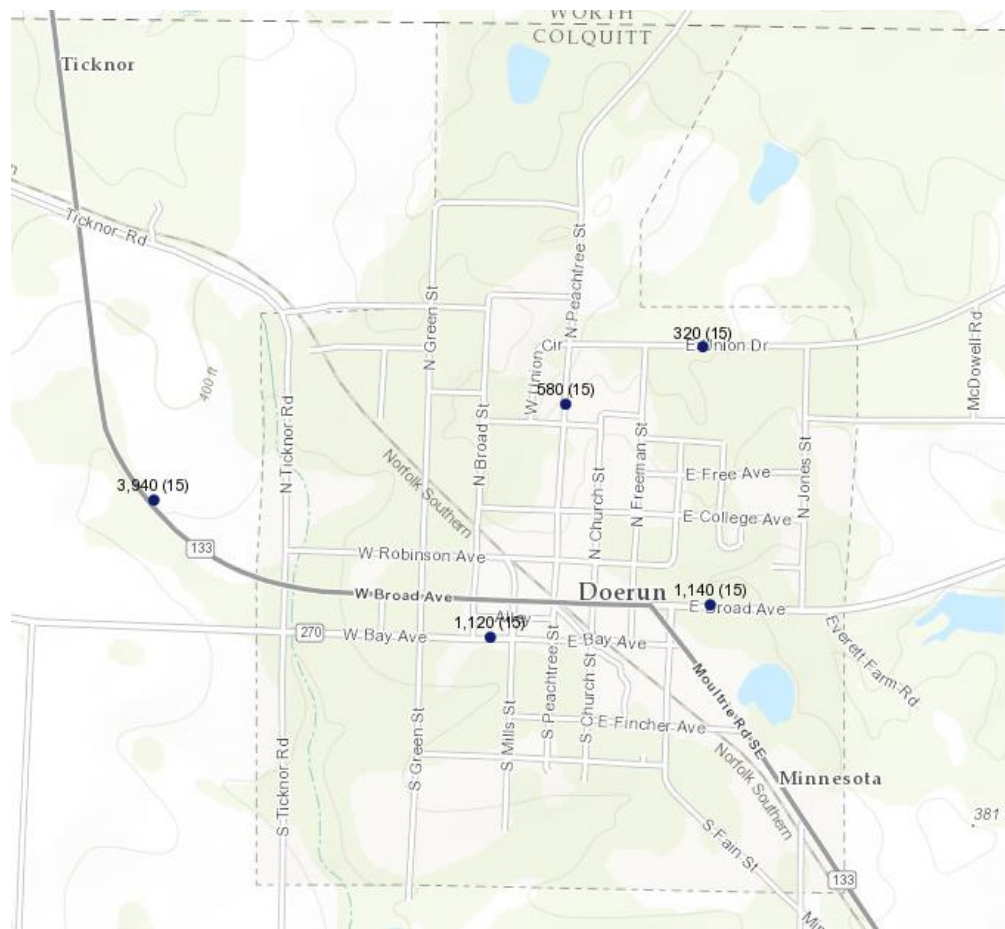 WORTH
COLQUITT
Ticknor
Ticknor Rd
N Peachtree St
N Green St
320 (15)
Cir
E Union Dr
McDowell Rd
400 ft
580 (15)
W Union
N Ticknor Rd
N Broad St
N Church St
N Freeman St
N Jones St
Norfolk Southern
E Free Ave
3,940 (15)
E College Ave
133
W Robinson Ave
Doerun
1,140 (15)
W Broad Ave
E Broad Ave
Alley
1,120 (15)
270
W Bay Ave
E Bay Ave
Everett Farm Rd
S Peachtree St
S Church St
Moultrie Rd SE
E Fincher Ave
S Green St
S Mills St
S Ticknor Rd
Norfolk Southern
Minnesota
381
S Fain St
133